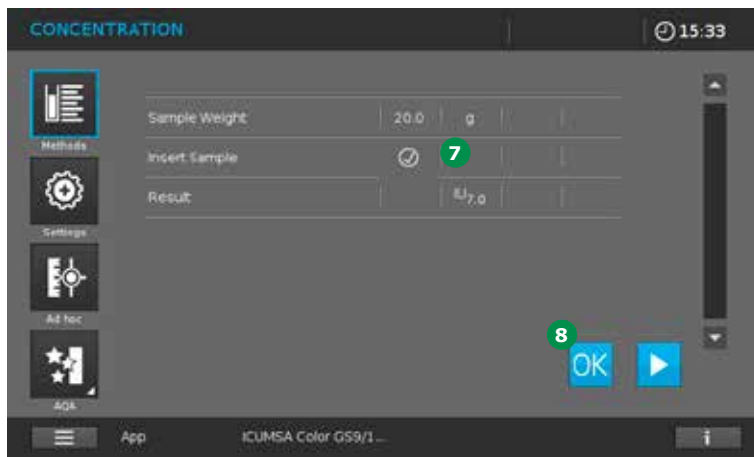 CONCENTRATION 15:33
Sample Weight 20.0 g
Methods
Insert Sample 7
Result IU7.0
Settings
Ad hoc
8
OK
AQA
App ICUMSA Color GS9/1...
i